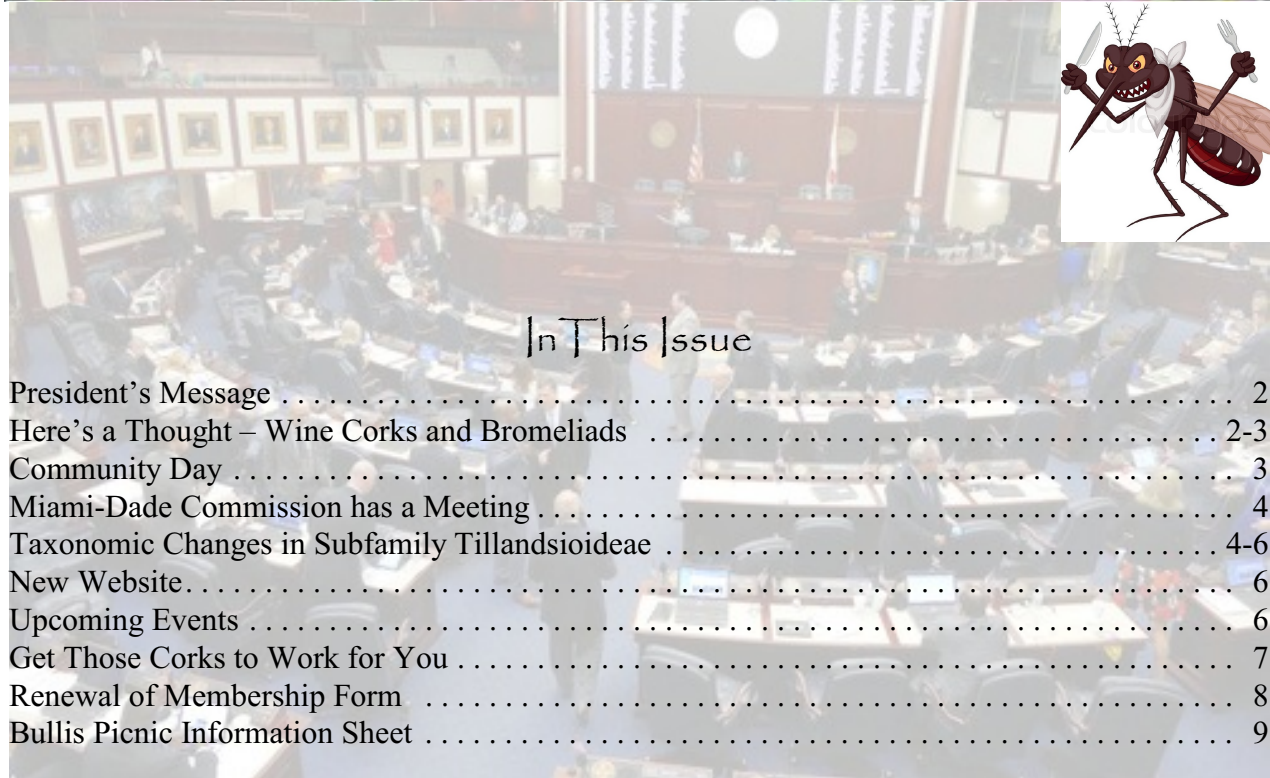 In This Issue
President's Message . . . . . . . . . . . . . . . . . . . . . . . . . . . . . . . . . . . . . . . . . . . . . . . . . . . . . . . . . . . . 2
Here's a Thought – Wine Corks and Bromeliads . . . . . . . . . . . . . . . . . . . . . . . . . . . . . . . . . . . . 2-3
Community Day . . . . . . . . . . . . . . . . . . . . . . . . . . . . . . . . . . . . . . . . . . . . . . . . . . . . . . . . . . . . . . . 3
Miami-Dade Commission has a Meeting . . . . . . . . . . . . . . . . . . . . . . . . . . . . . . . . . . . . . . . . . . . . 4
Taxonomic Changes in Subfamily Tillandsioideae . . . . . . . . . . . . . . . . . . . . . . . . . . . . . . . . . . . 4-6
New Website. . . . . . . . . . . . . . . . . . . . . . . . . . . . . . . . . . . . . . . . . . . . . . . . . . . . . . . . . . . . . . . . . . 6
Upcoming Events . . . . . . . . . . . . . . . . . . . . . . . . . . . . . . . . . . . . . . . . . . . . . . . . . . . . . . . . . . . . . . 6
Get Those Corks to Work for You . . . . . . . . . . . . . . . . . . . . . . . . . . . . . . . . . . . . . . . . . . . . . . . . . 7
Renewal of Membership Form . . . . . . . . . . . . . . . . . . . . . . . . . . . . . . . . . . . . . . . . . . . . . . . . . . . 8
Bullis Picnic Information Sheet . . . . . . . . . . . . . . . . . . . . . . . . . . . . . . . . . . . . . . . . . . . . . . . . . . . 9